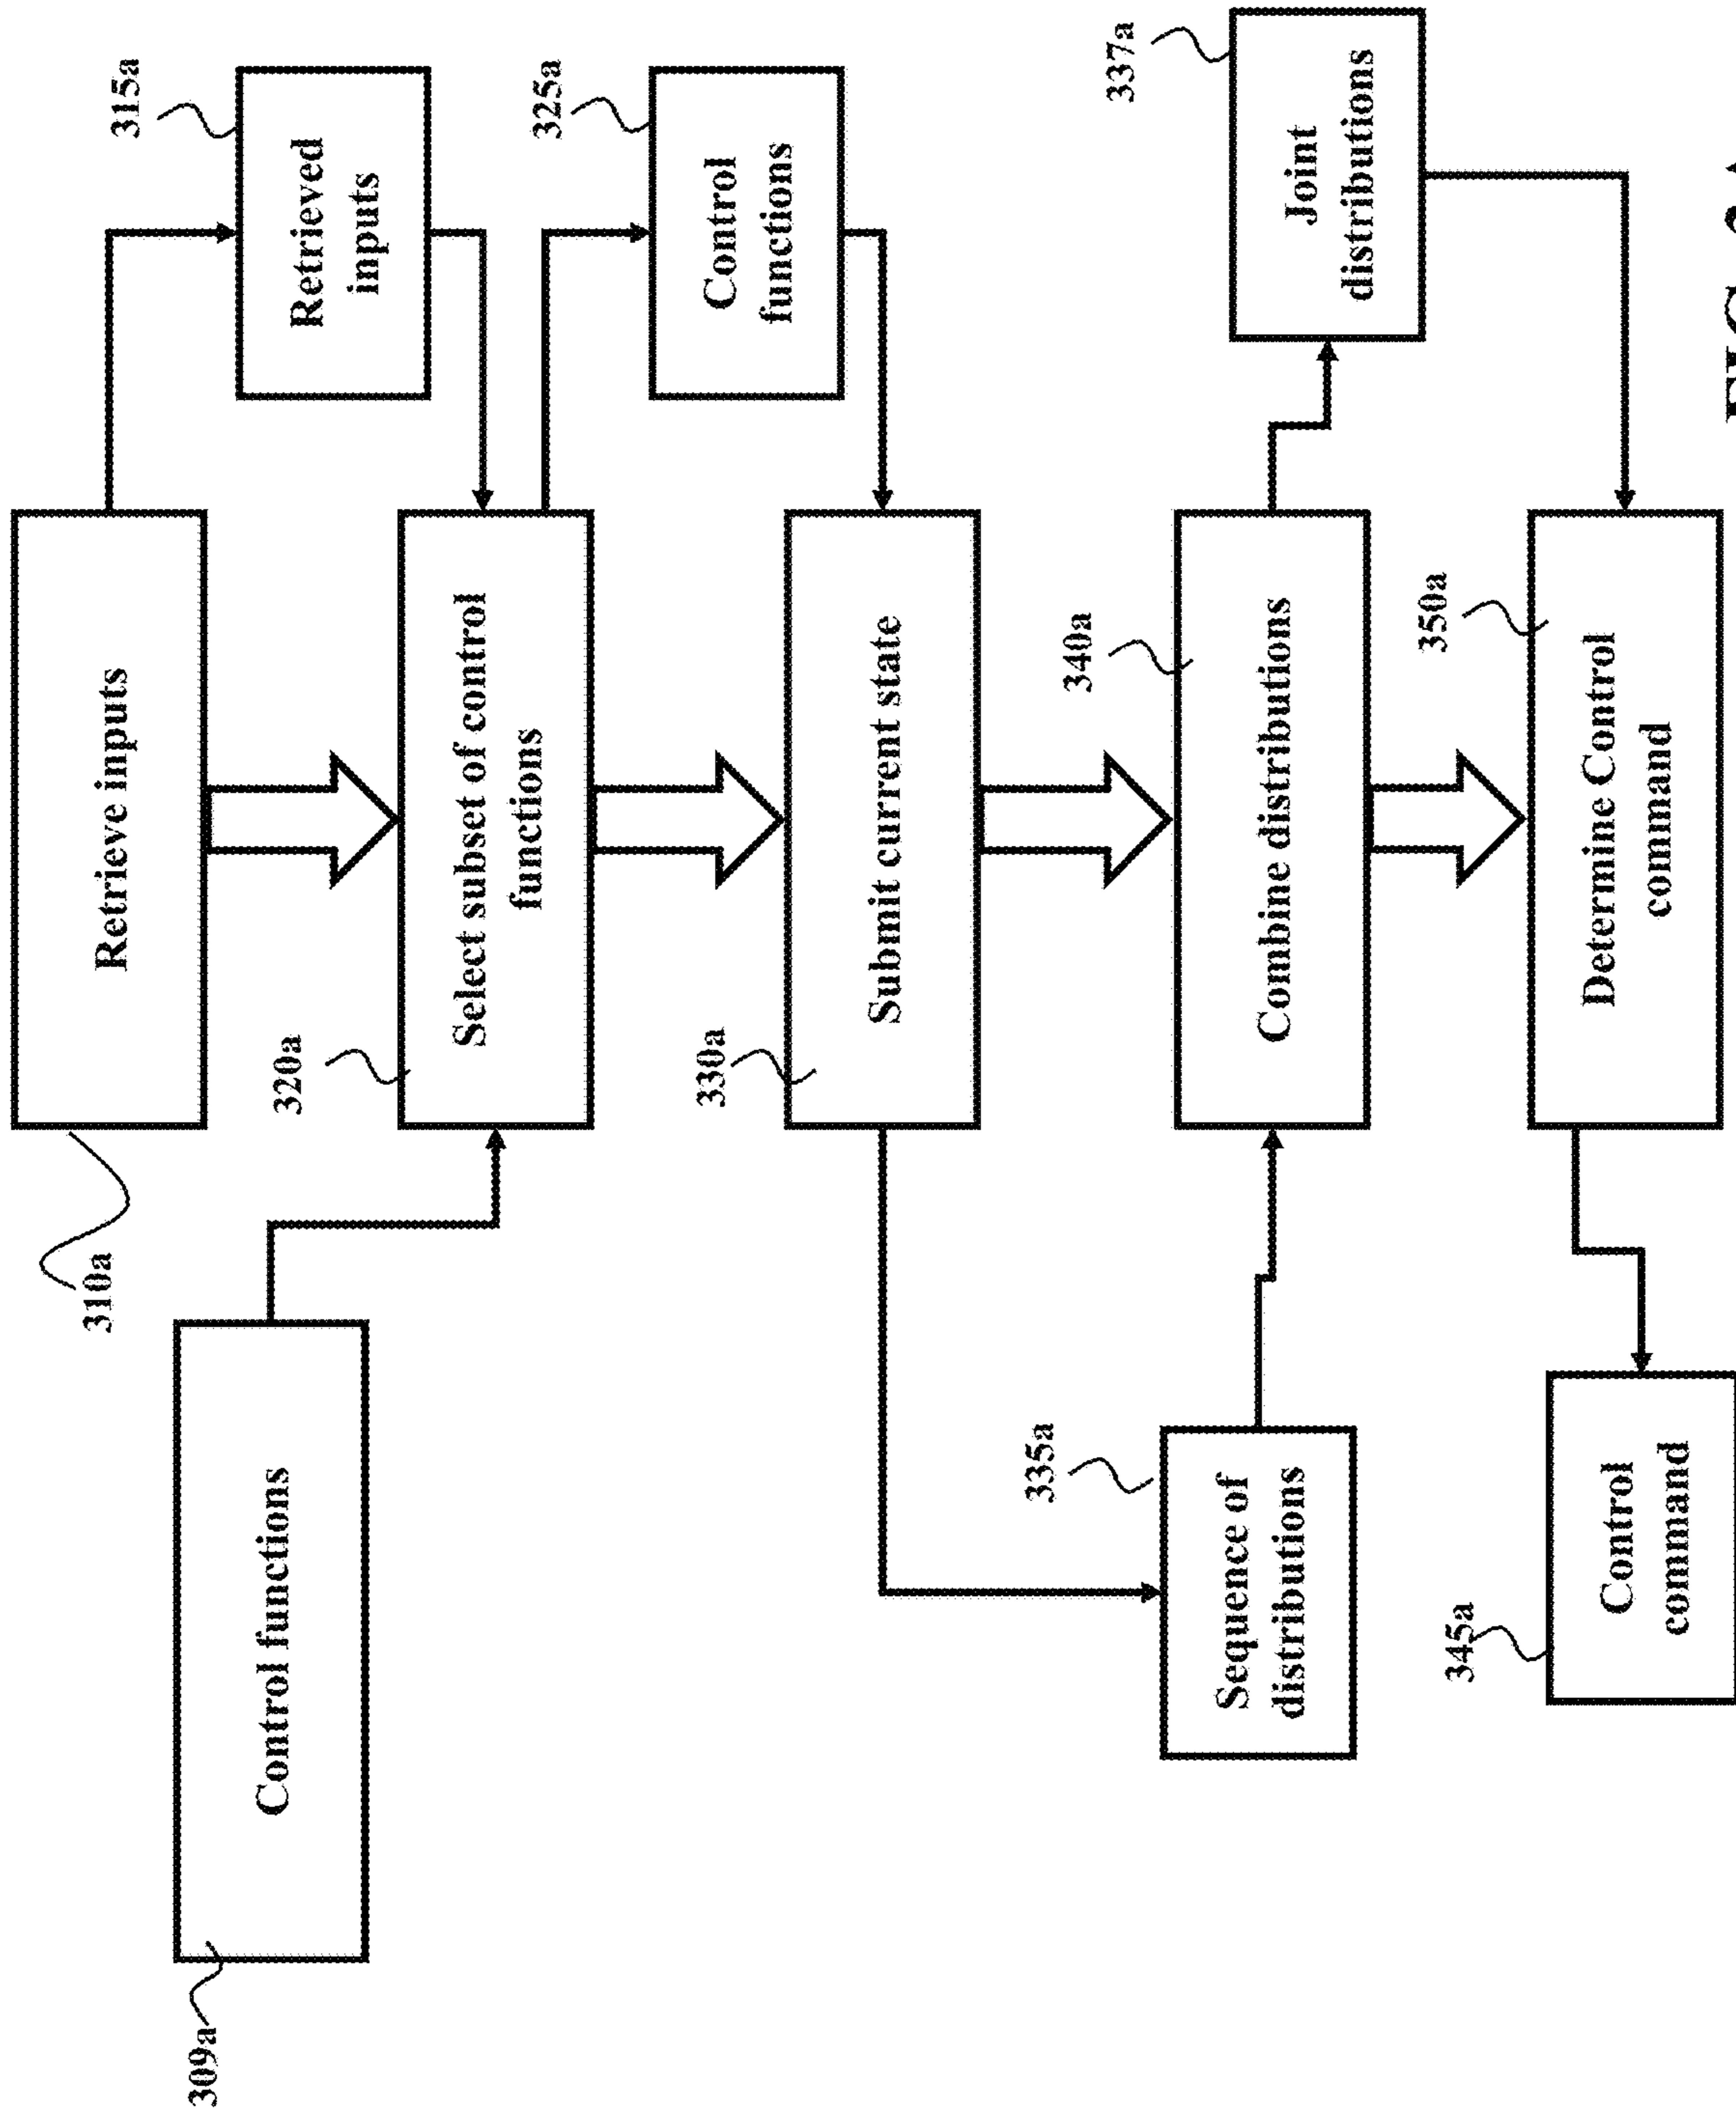 310a
Retrieve inputs
315a
Retrieved
inputs
309a
Control functions
320a
Select subset of control
functions
325a
Control
functions
330a
Submit current state
335a
Sequence of
distributions
340a
Combine distributions
337a
Joint
distributions
350a
Determine Control
command
345a
Control
command